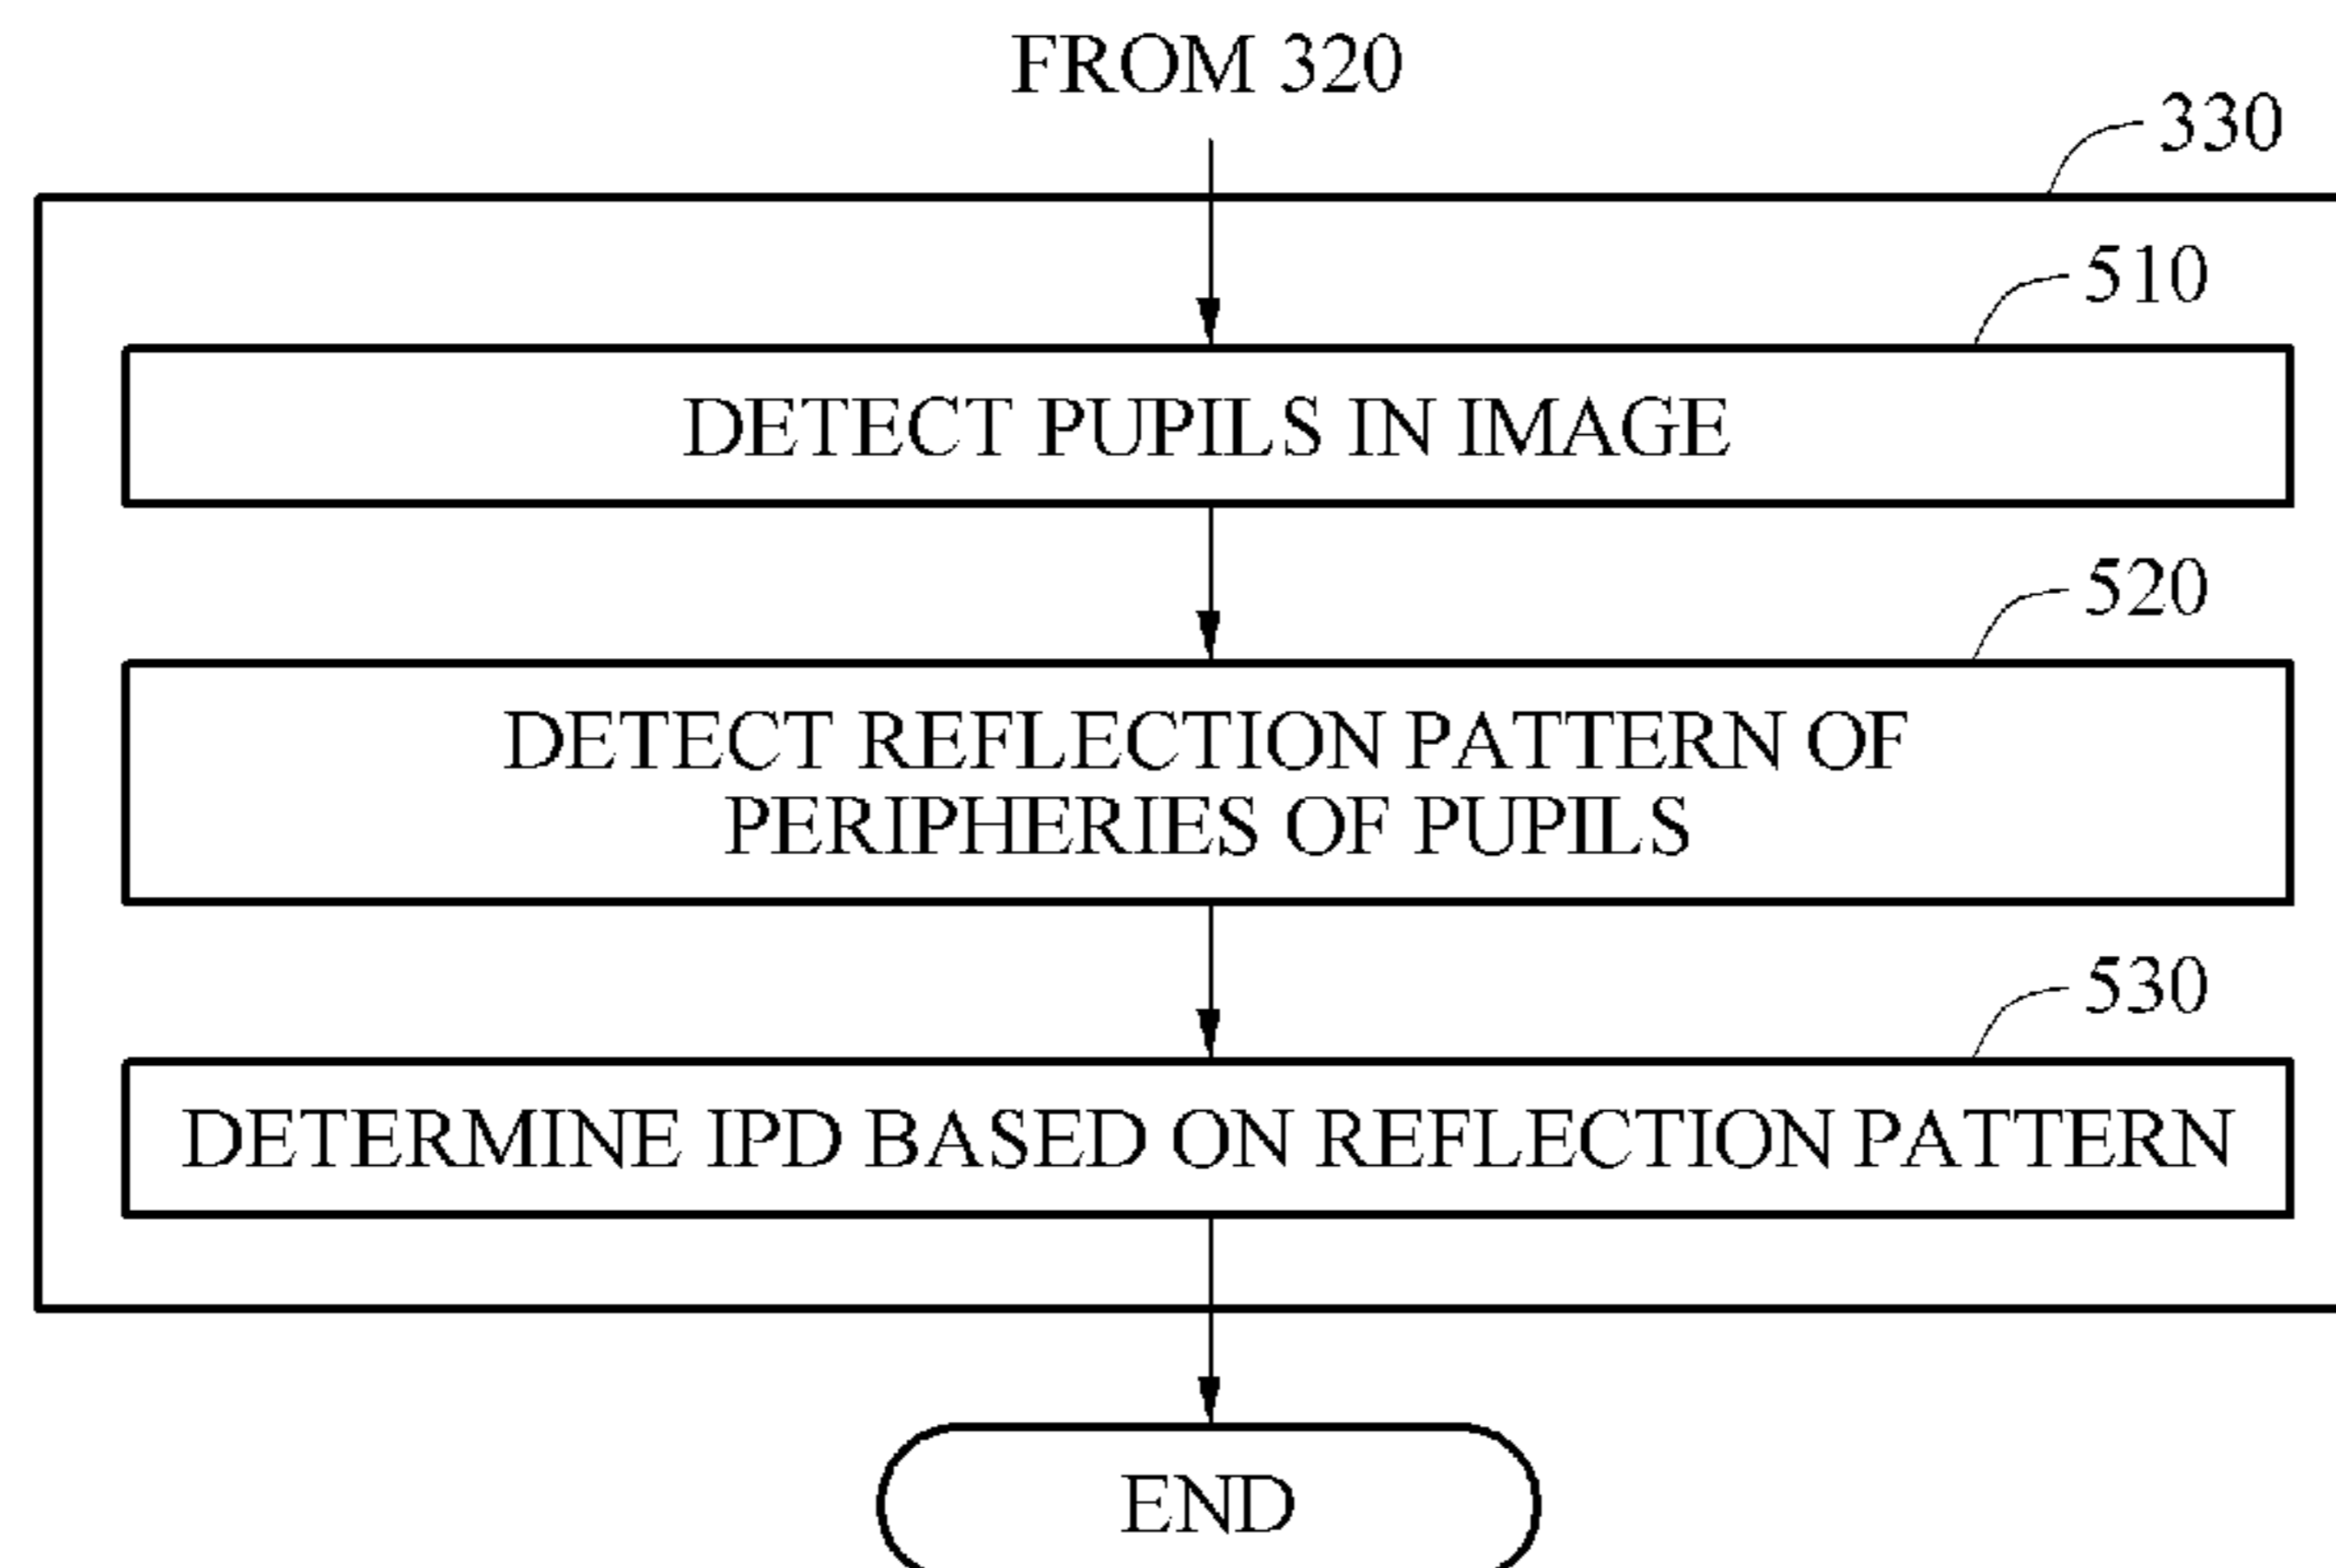 FROM 320
330
510
DETECT PUPILS IN IMAGE
520
DETECT REFLECTION PATTERN OF
PERIPHERIES OF PUPILS
530
DETERMINE IPD BASED ON REFLECTION PATTERN
END